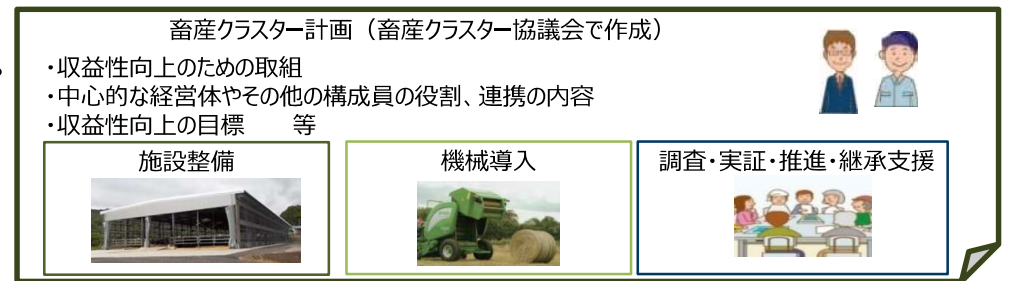 畜産クラスター計画（畜産クラスター協議会で作成）
・収益性向上のための取組
・中心的な経営体やその他の構成員の役割、連携の内容
・収益性向上の目標　　等
施設整備
機械導入
調査・実証・推進・継承支援